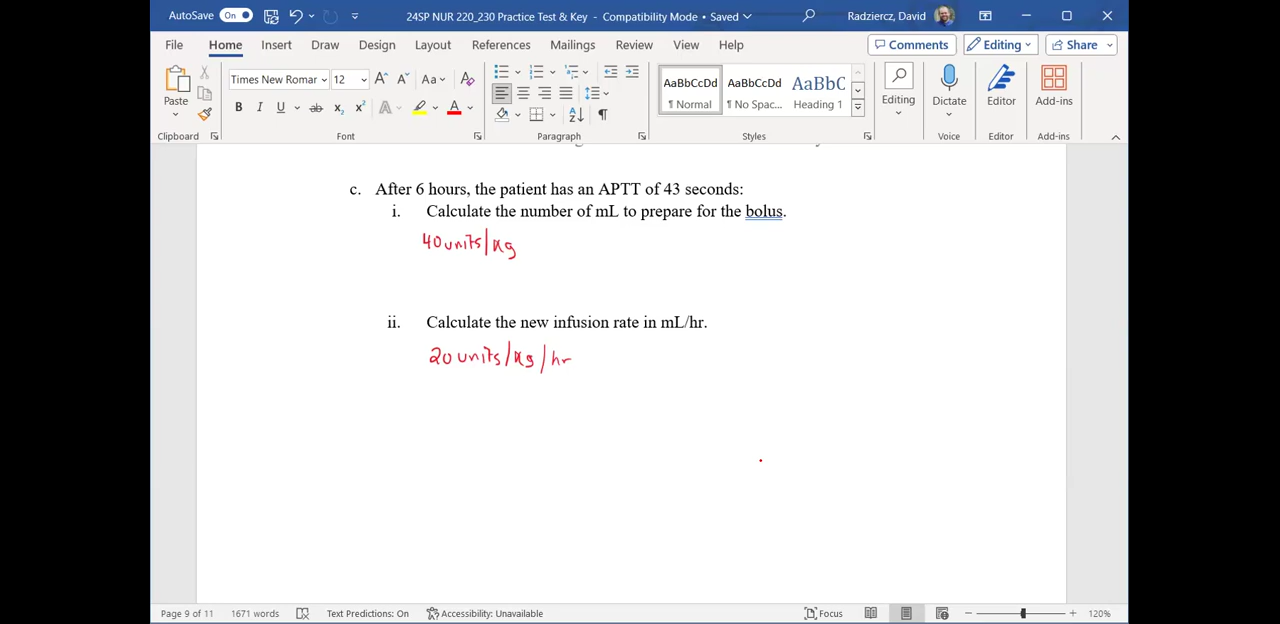 AutoSave On 24SP NUR 220_230 Practice Test & Key - Compatibility Mode • Saved Radzierz, David
File Home Insert Draw Design Layout References Mailings Review View Help Comments Editing Share
Times New Romar 12 Aa AaBbCcDd AaBbCcDd AaBbC
Paste B I U ab x₂ x² A A ¶ Normal ¶ No Spac... Heading 1 Editing Dictate Editor Add-ins
Clipboard Font Paragraph Styles Voice Editor Add-ins
c. After 6 hours, the patient has an APTT of 43 seconds:
i. Calculate the number of mL to prepare for the bolus.
40 units/kg
ii. Calculate the new infusion rate in mL/hr.
20 units/kg/hr
Page 9 of 11 1671 words Text Predictions: On Accessibility: Unavailable Focus 120%